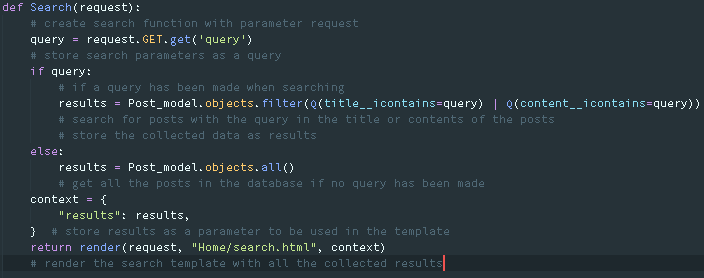 def Search(request):
    # create search function with parameter request
    query = request.GET.get('query')
    # store search parameters as a query
    if query:
        # if a query has been made when searching
        results = Post_model.objects.filter(Q(title__icontains=query) | Q(content__icontains=query))
        # search for posts with the query in the title or contents of the posts
        # store the collected data as results
    else:
        results = Post_model.objects.all()
        # get all the posts in the database if no query has been made
    context = {
        "results": results,
    }  # store results as a parameter to be used in the template
    return render(request, "Home/search.html", context)
    # render the search template with all the collected results